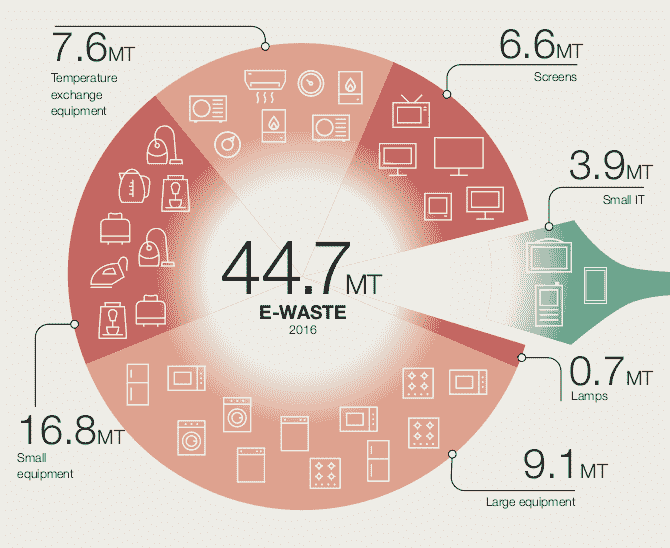 7.6MT
Temperature
exchange
equipment
6.6MT
Screens
3.9MT
Small IT
44.7MT
E-WASTE
2016
0.7MT
Lamps
16.8MT
Small
equipment
9.1MT
Large equipment